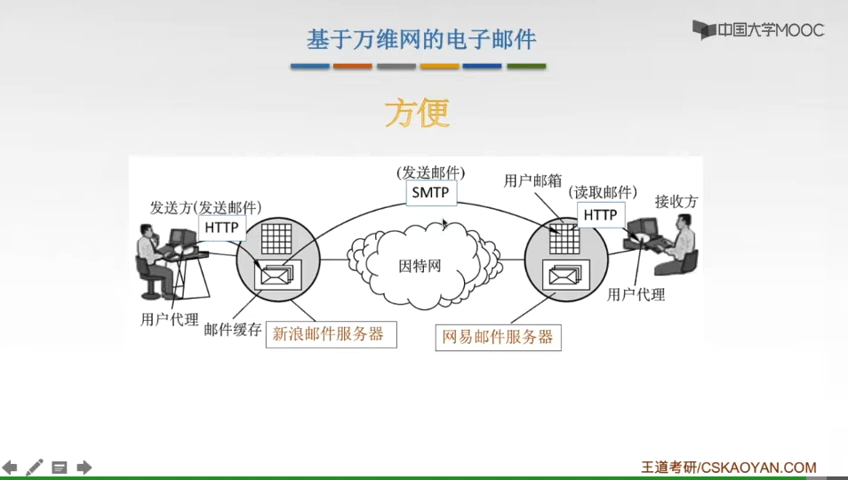 基于万维网的电子邮件
中国大学MOOC
方便
(发送邮件)
SMTP
用户邮箱
(读取邮件)
HTTP
接收方
发送方(发送邮件)
HTTP
因特网
用户代理
用户代理
邮件缓存
新浪邮件服务器
网易邮件服务器
王道考研/CSKAOYAN.COM